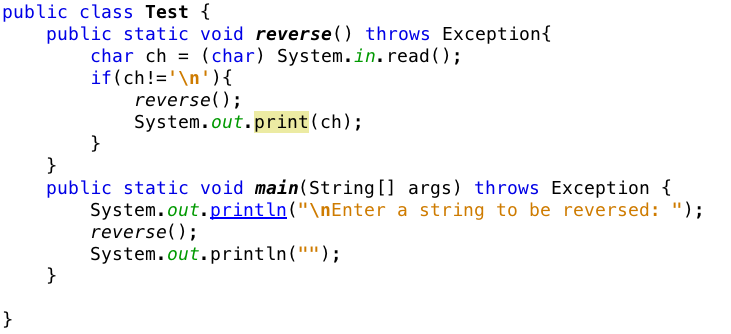 public class Test {
    public static void reverse() throws Exception{
        char ch = (char) System.in.read();
        if(ch!='\n'){
            reverse();
            System.out.print(ch);
        }
    }
    public static void main(String[] args) throws Exception {
        System.out.println("\nEnter a string to be reversed: ");
        reverse();
        System.out.println("");
    }

}